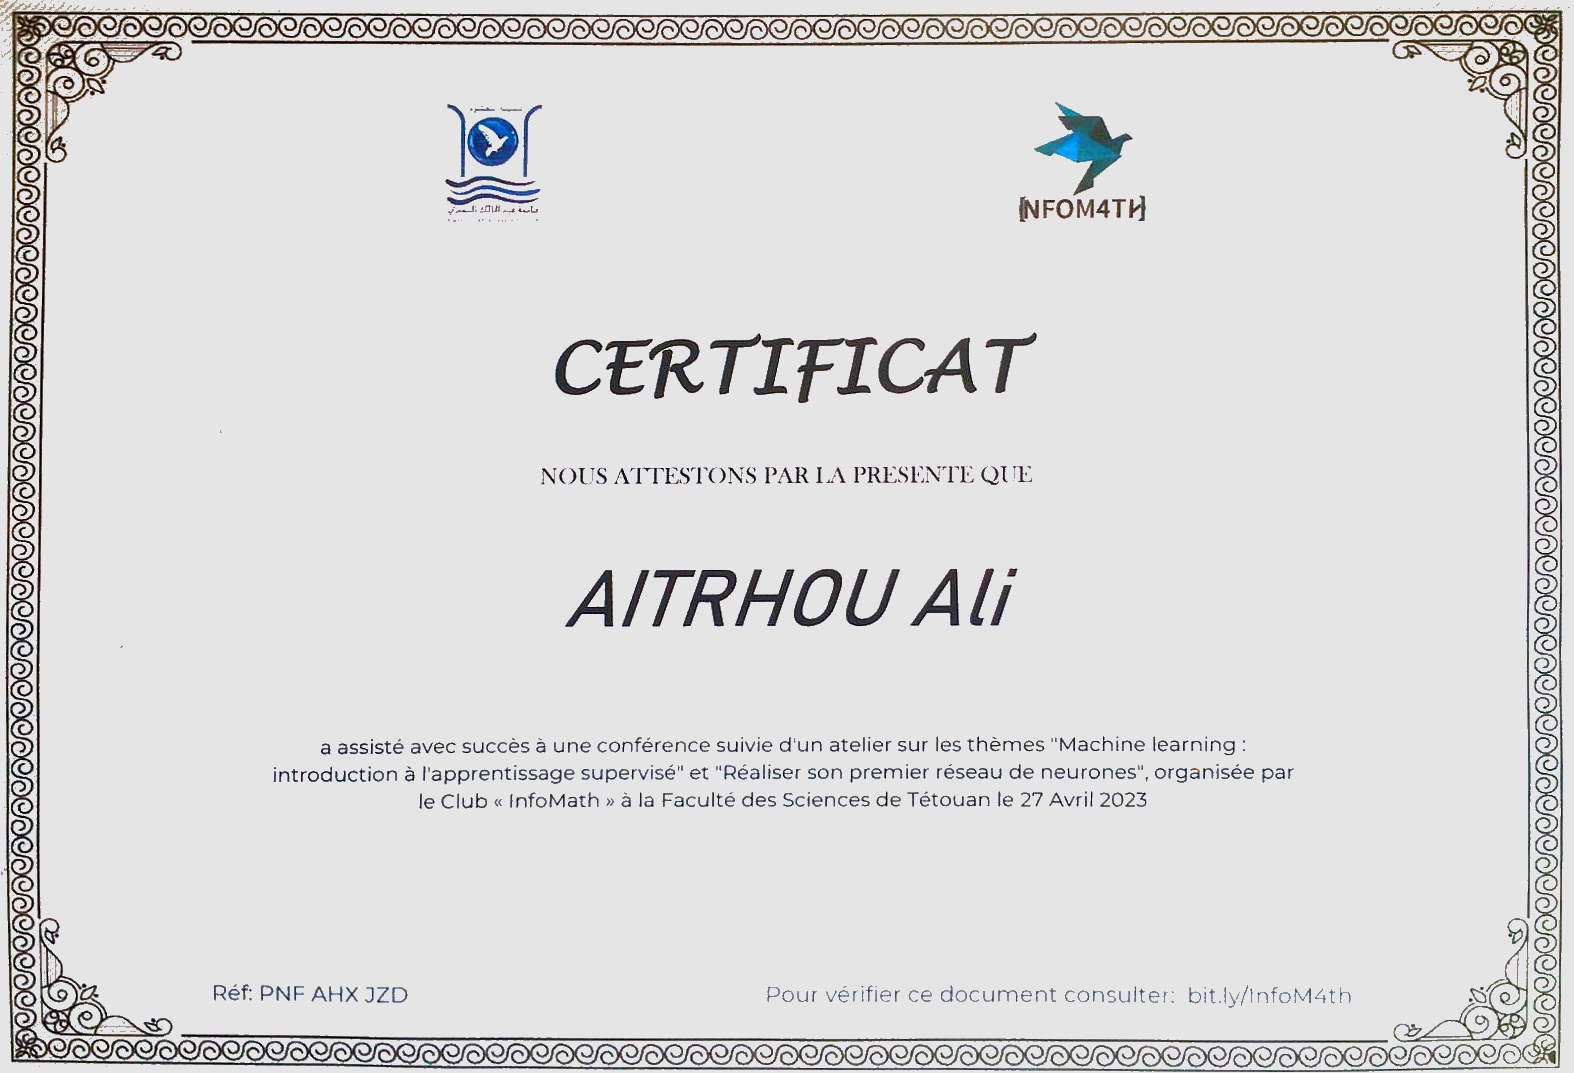 [NFOM4TH]
CERTIFICAT
NOUS ATTESTONS PAR LA PRESENTE QUE
AITRHOU Ali
a assisté avec succès à une conférence suivie d'un atelier sur les thèmes "Machine learning :
introduction à l'apprentissage supervisé" et "Réaliser son premier réseau de neurones", organisée par
le Club « InfoMath » à la Faculté des Sciences de Tétouan le 27 Avril 2023
Réf: PNF AHX JZD
Pour vérifier ce document consulter: bit.ly/InfoM4th